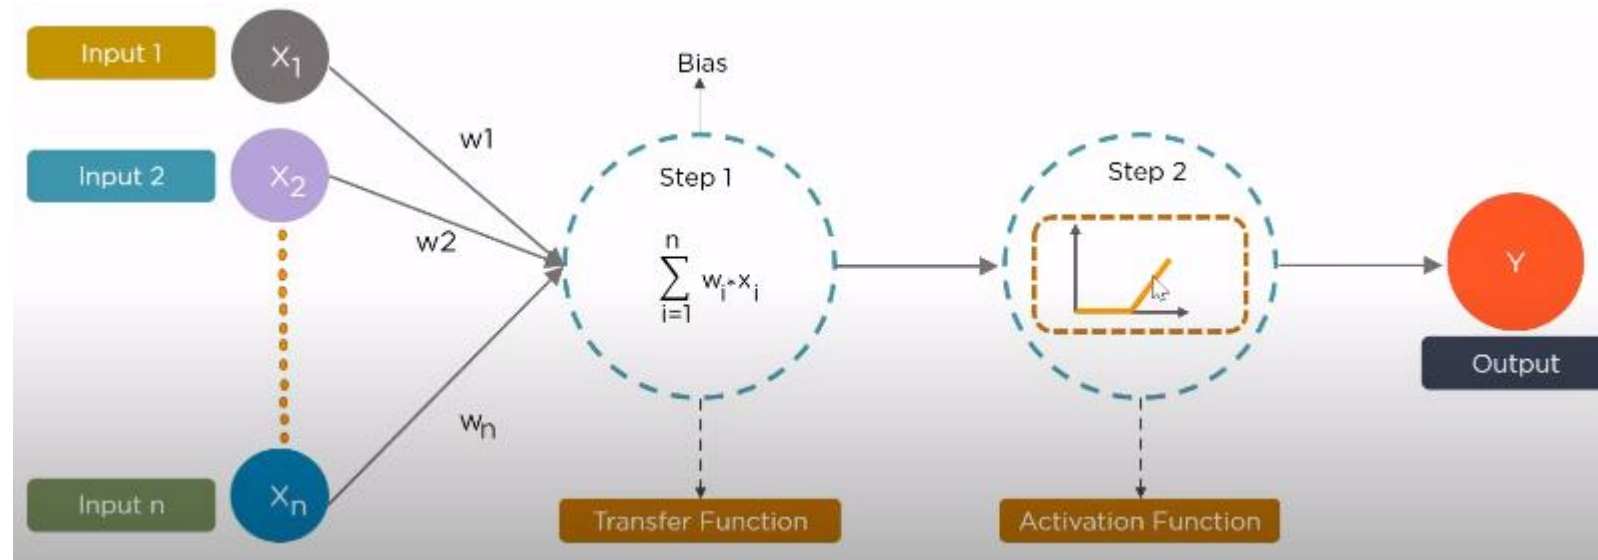 Input 1
X1
Bias
w1
Input 2
X2
Step 1
Step 2
w2
n
∑ wi*xi
i=1
Y
Output
wn
Input n
Xn
Transfer Function
Activation Function